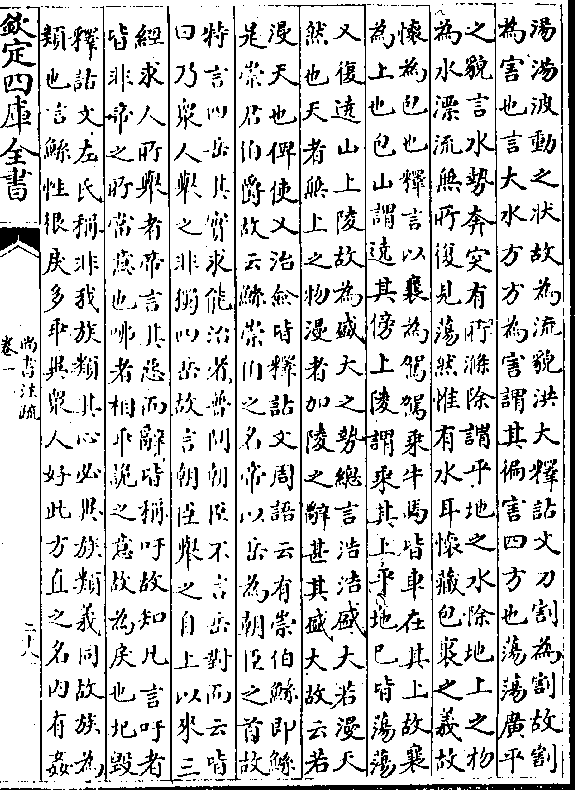 湯湯波動之狀故為流貌洪大釋詁文刀割為割故割
為害也言大水方方為害謂其徧害四方也蕩蕩廣平
之貌言水勢奔突有所滌除謂平地之水除地上之物
為水漂流無所復見蕩然惟有水耳懷藏包裹之義故
懷為包也釋言以襄為駕駕乘牛馬皆車在其上故襄
為上也包山謂遶其傍上陵謂乘其上平地已皆蕩蕩
又復遶山上陵故為盛大之勢總言浩浩盛大若漫天
然也天者無上之物漫者加陵之辭甚其盛大故云若
漫天也俾使乂治僉皆釋詁文周語云有崇伯鯀即鯀
是崇君伯爵故云鯀崇伯之名帝以岳為朝臣之首故
特言四岳其實求能治者普問朝臣不言岳對而云皆
曰乃衆人舉之非獨四岳故言朝臣舉之自上以來三
經求人所舉者帝言其惡而辭皆稱吁故知凡言吁者
皆非帝之所當意也咈者相乖詭之意故為戾也圮毀
釋詁文左氏稱非我族類其心必異族類義同故族為
類也言鯀性很戾多乖異衆人好此方直之名內有姦
欽定四庫全書
尚書注疏
卷一
二十八